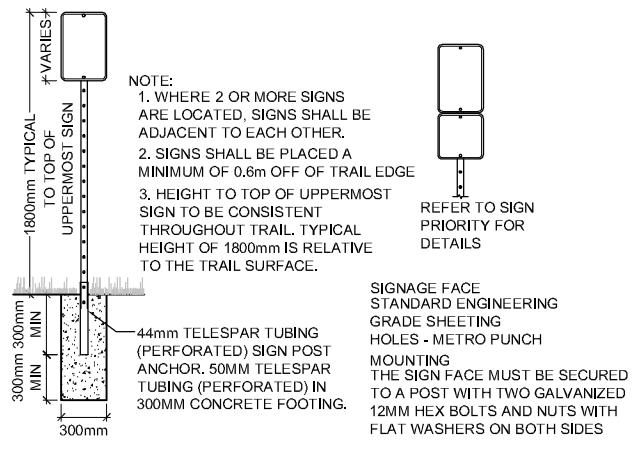 VARIES
1800mm TYPICAL
TO TOP OF
UPPERMOST SIGN
NOTE:
1. WHERE 2 OR MORE SIGNS
ARE LOCATED, SIGNS SHALL BE
ADJACENT TO EACH OTHER.
2. SIGNS SHALL BE PLACED A
MINIMUM OF 0.6m OFF OF TRAIL EDGE
3. HEIGHT TO TOP OF UPPERMOST
SIGN TO BE CONSISTENT
THROUGHOUT TRAIL. TYPICAL
HEIGHT OF 1800mm IS RELATIVE
TO THE TRAIL SURFACE.
REFER TO SIGN
PRIORITY FOR
DETAILS
300mm
MIN
300mm
MIN
300mm
44mm TELESPAR TUBING
(PERFORATED) SIGN POST
ANCHOR. 50MM TELESPAR
TUBING (PERFORATED) IN
300MM CONCRETE FOOTING.
SIGNAGE FACE
STANDARD ENGINEERING
GRADE SHEETING
HOLES - METRO PUNCH
MOUNTING
THE SIGN FACE MUST BE SECURED
TO A POST WITH TWO GALVANIZED
12MM HEX BOLTS AND NUTS WITH
FLAT WASHERS ON BOTH SIDES